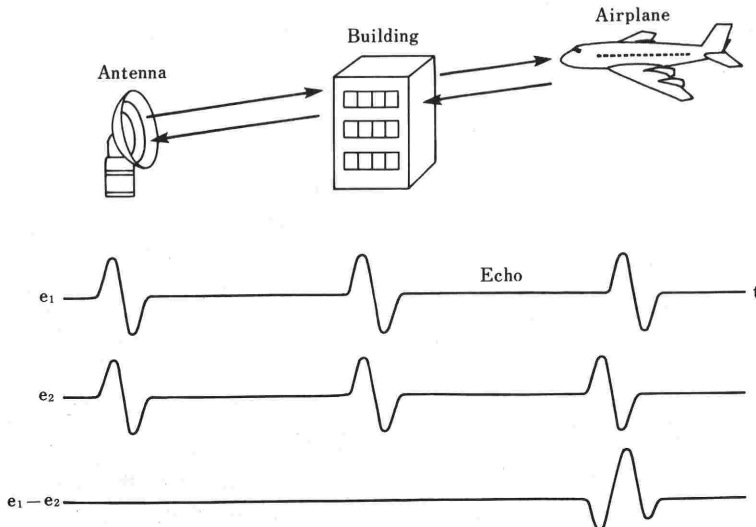 Airplane
Building
Antenna
Echo
e₁
t
e₂
e₁ — e₂